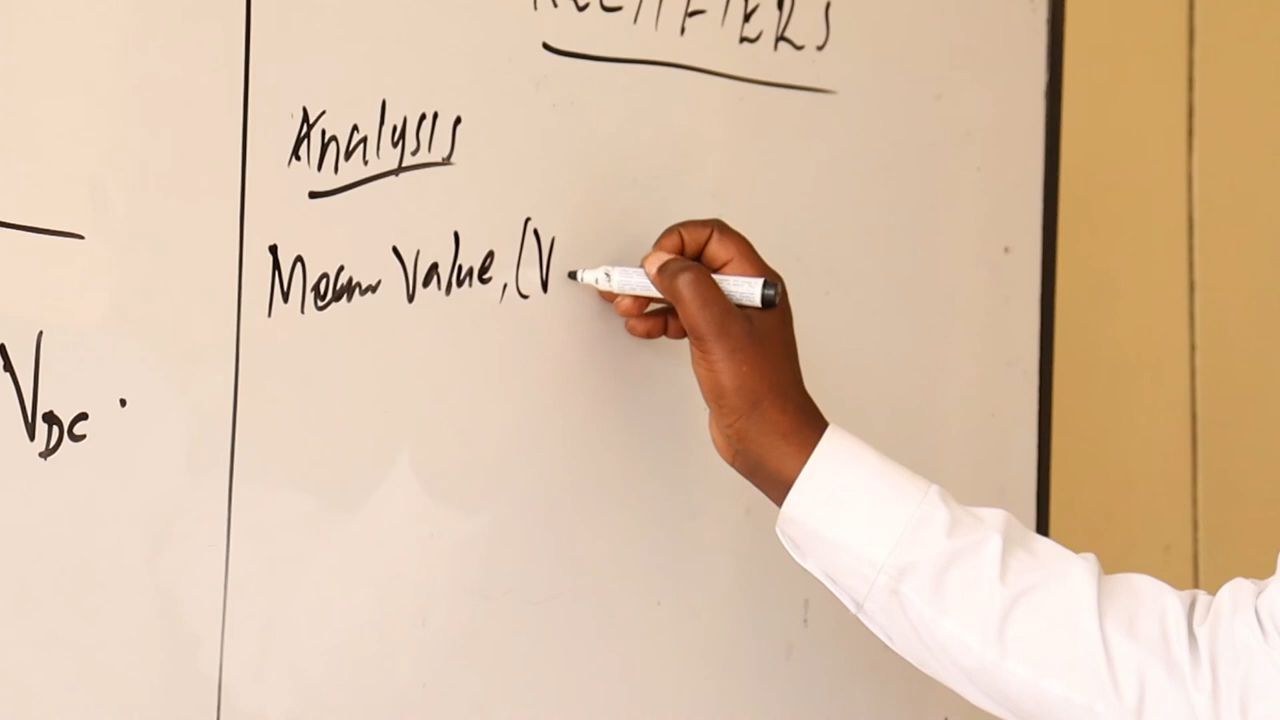 RECTIFIERS
Analysis
Mean Value, (V
VDC .